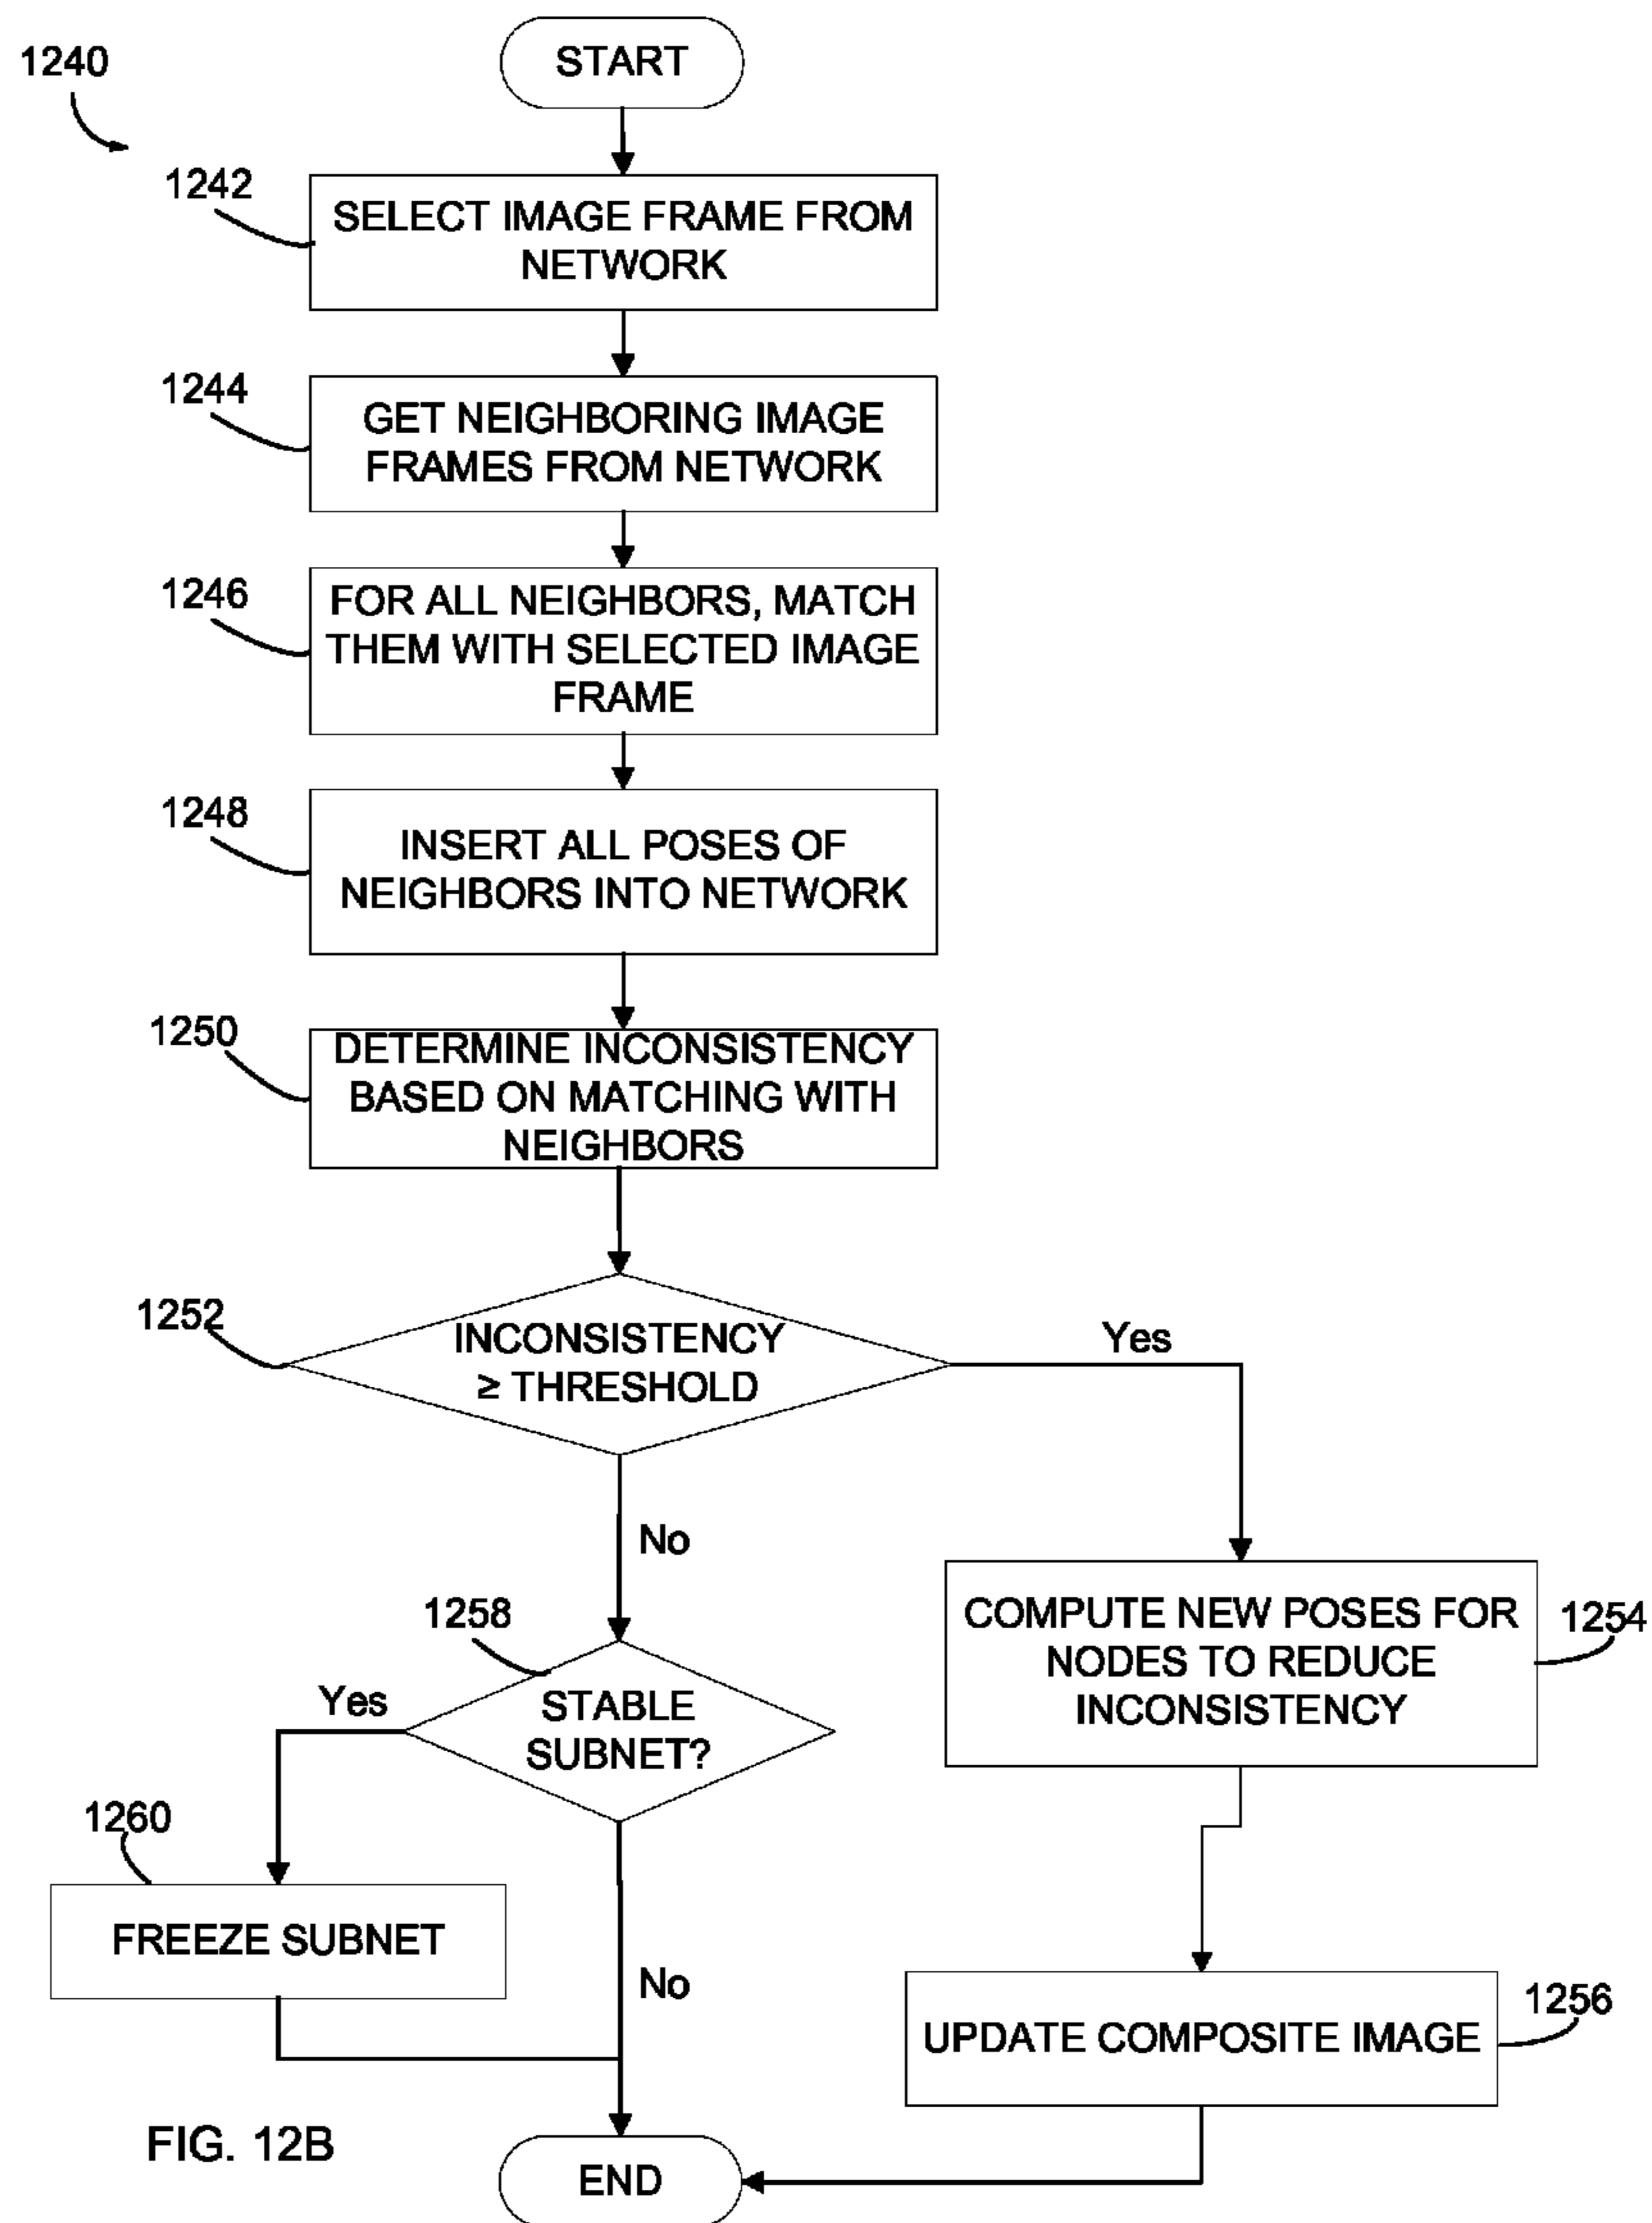 START
1240
1242
SELECT IMAGE FRAME FROM
NETWORK
1244
GET NEIGHBORING IMAGE
FRAMES FROM NETWORK
1246
FOR ALL NEIGHBORS, MATCH
THEM WITH SELECTED IMAGE
FRAME
1248
INSERT ALL POSES OF
NEIGHBORS INTO NETWORK
1250
DETERMINE INCONSISTENCY
BASED ON MATCHING WITH
NEIGHBORS
1252
INCONSISTENCY
≥ THRESHOLD
Yes
No
1254
COMPUTE NEW POSES FOR
NODES TO REDUCE
INCONSISTENCY
1258
STABLE
SUBNET?
Yes
1260
FREEZE SUBNET
No
1256
UPDATE COMPOSITE IMAGE
FIG. 12B
END